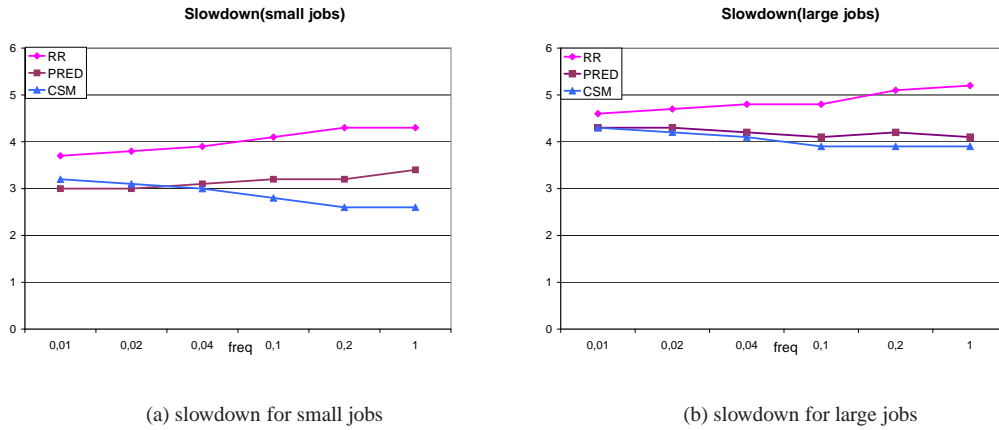 Slowdown(small jobs)
6
5
4
3
2
1
0
RR
PRED
CSM
0,01
0,02
0,04
0,1
0,2
1
freq
(a) slowdown for small jobs
Slowdown(large jobs)
6
5
4
3
2
1
0
RR
PRED
CSM
0,01
0,02
0,04
0,1
0,2
1
freq
(b) slowdown for large jobs